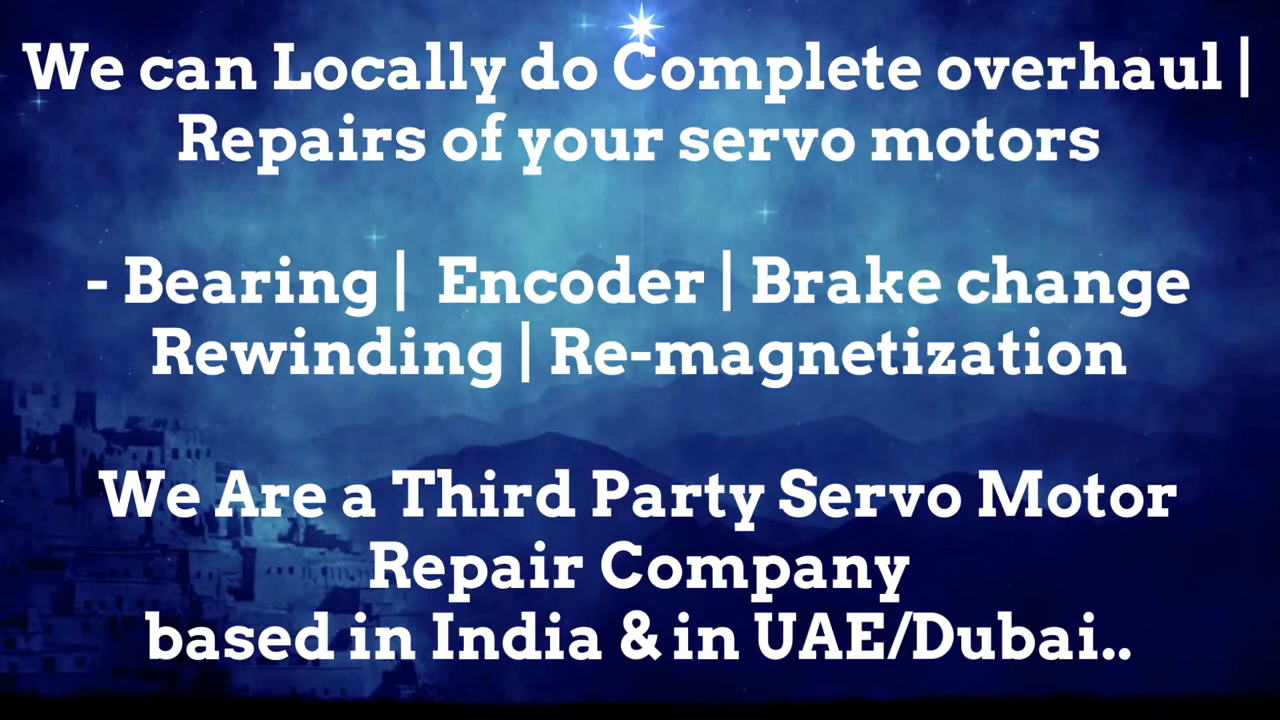 We can Locally do Complete overhaul |
Repairs of your servo motors
- Bearing | Encoder | Brake change
Rewinding | Re-magnetization
We Are a Third Party Servo Motor
Repair Company
based in India & in UAE/Dubai..